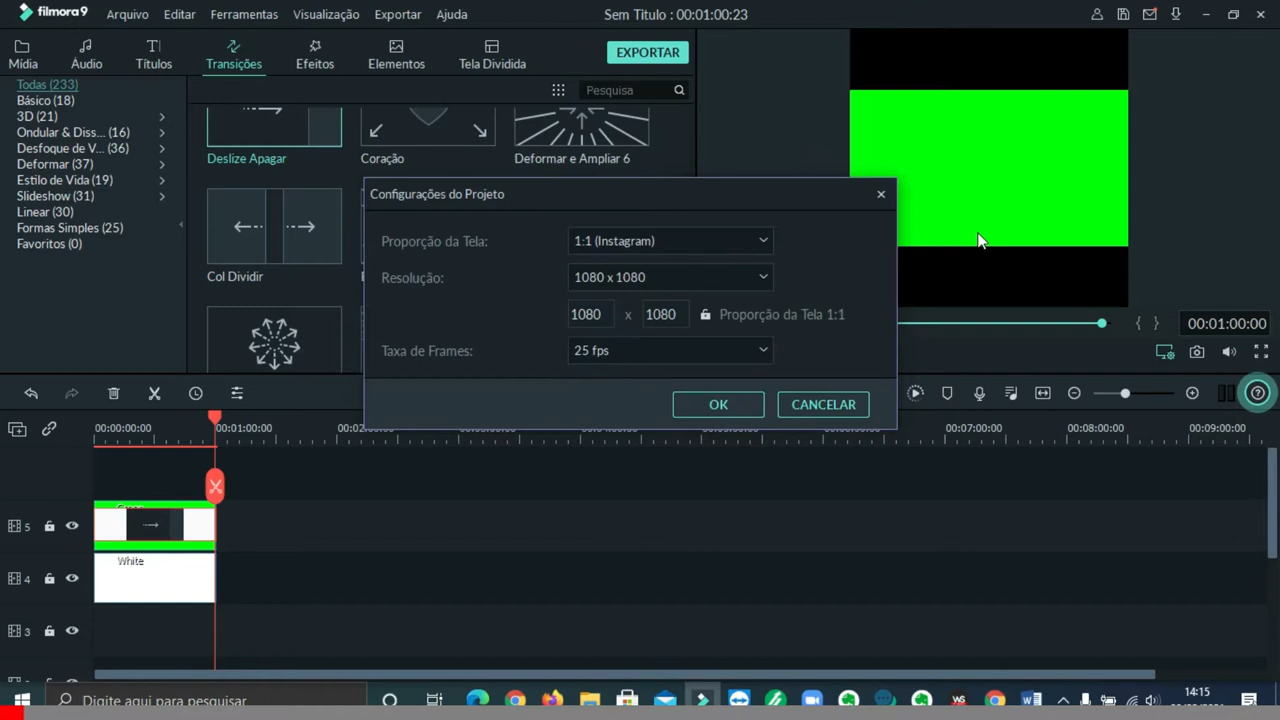 filmora9 Arquivo Editar Ferramentas Visualização Exportar Ajuda Sem Titulo : 00:01:00:23
Mídia Áudio Títulos Transições Efeitos Elementos Tela Dividida EXPORTAR
Todas (233)
Básico (18)
3D (21)
Ondular & Diss... (16)
Desfoque de V... (36)
Deformar (37)
Estilo de Vida (19)
Slideshow (31)
Linear (30)
Formas Simples (25)
Favoritos (0)
Pesquisa
Deslize Apagar Coração Deformar e Ampliar 6
Col Dividir
Configurações do Projeto
Proporção da Tela: 1:1 (Instagram)
Resolução: 1080 x 1080
1080 x 1080 Proporção da Tela 1:1
Taxa de Frames: 25 fps
OK CANCELAR
{ } 00:01:00:00
00:00:00:00 00:01:00:00 00:07:00:00 00:08:00:00 00:09:00:00
5
White
4
3
Digite aqui para pesquisar
14:15